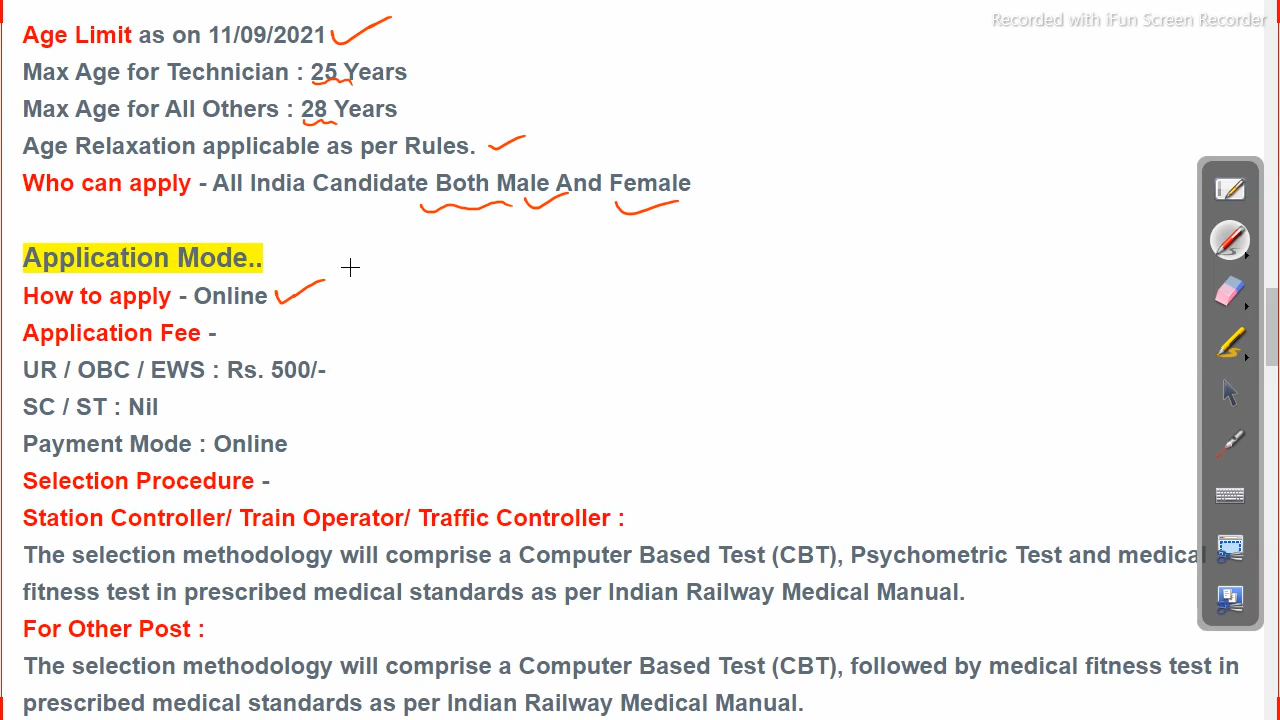 Recorded with iFun Screen Recorder
Age Limit as on 11/09/2021
Max Age for Technician : 25 Years
Max Age for All Others : 28 Years
Age Relaxation applicable as per Rules.
Who can apply - All India Candidate Both Male And Female
Application Mode..
How to apply - Online
Application Fee -
UR / OBC / EWS : Rs. 500/-
SC / ST : Nil
Payment Mode : Online
Selection Procedure -
Station Controller/ Train Operator/ Traffic Controller :
The selection methodology will comprise a Computer Based Test (CBT), Psychometric Test and medical
fitness test in prescribed medical standards as per Indian Railway Medical Manual.
For Other Post :
The selection methodology will comprise a Computer Based Test (CBT), followed by medical fitness test in
prescribed medical standards as per Indian Railway Medical Manual.